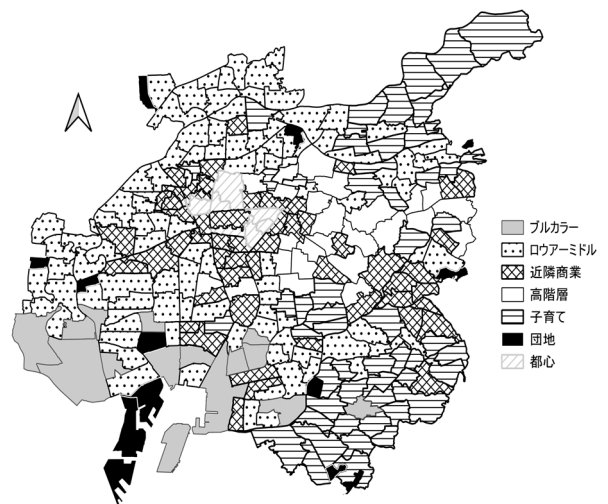 ブルカラー
ロウアーミドル
近隣商業
高階層
子育て
団地
都心